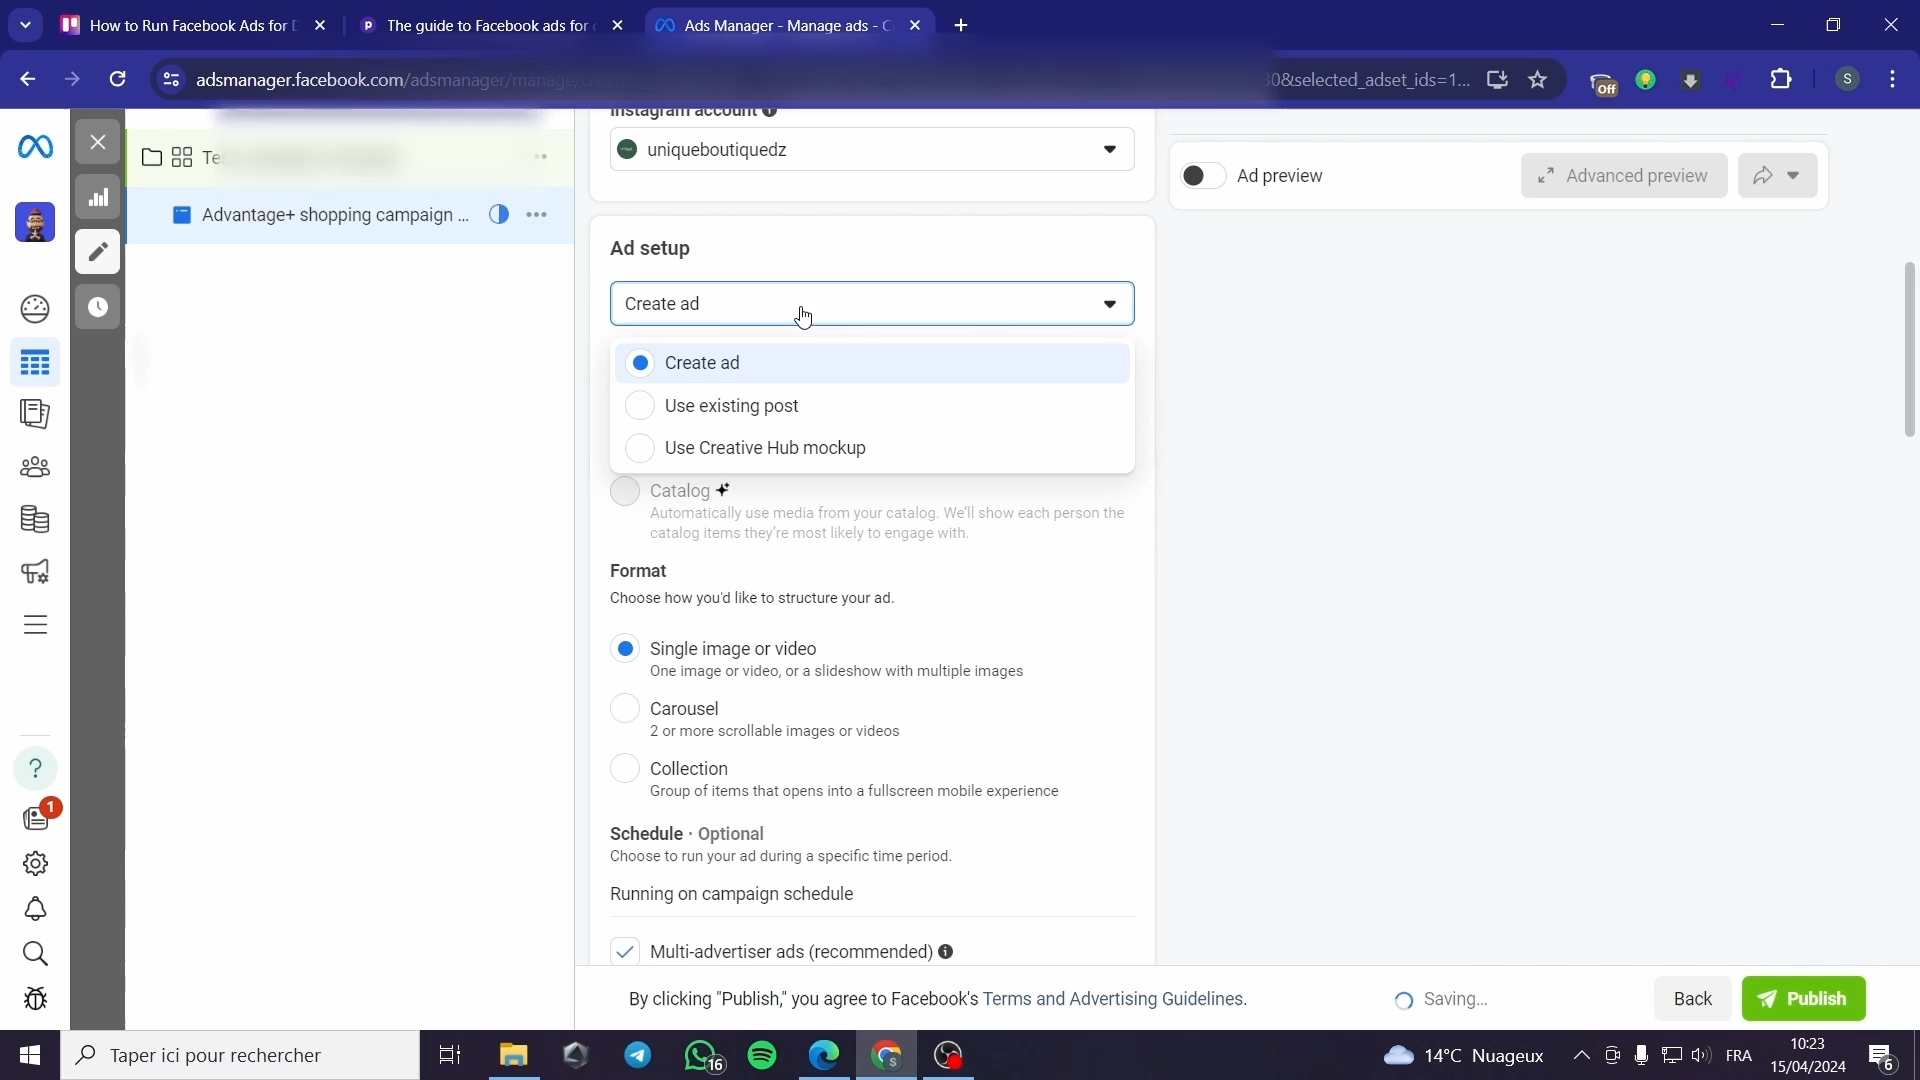 How to Run Facebook Ads for D
The guide to Facebook ads for
Ads Manager - Manage ads - C
adsmanager.facebook.com/adsmanager/manage/
30&selected_adset_ids=1...
Off
S
Instagram account
uniqueboutiquedz
Te
Advantage+ shopping campaign ...
Ad preview
Advanced preview
Ad setup
Create ad
Create ad
Use existing post
Use Creative Hub mockup
Catalog
Automatically use media from your catalog. We'll show each person the
catalog items they're most likely to engage with.
Format
Choose how you'd like to structure your ad.
Single image or video
One image or video, or a slideshow with multiple images
Carousel
2 or more scrollable images or videos
Collection
Group of items that opens into a fullscreen mobile experience
Schedule · Optional
Choose to run your ad during a specific time period.
Running on campaign schedule
Multi-advertiser ads (recommended)
1
By clicking "Publish," you agree to Facebook's Terms and Advertising Guidelines.
Saving...
Back
Publish
Taper ici pour rechercher
16
14°C Nuageux
FRA
10:23
15/04/2024
6